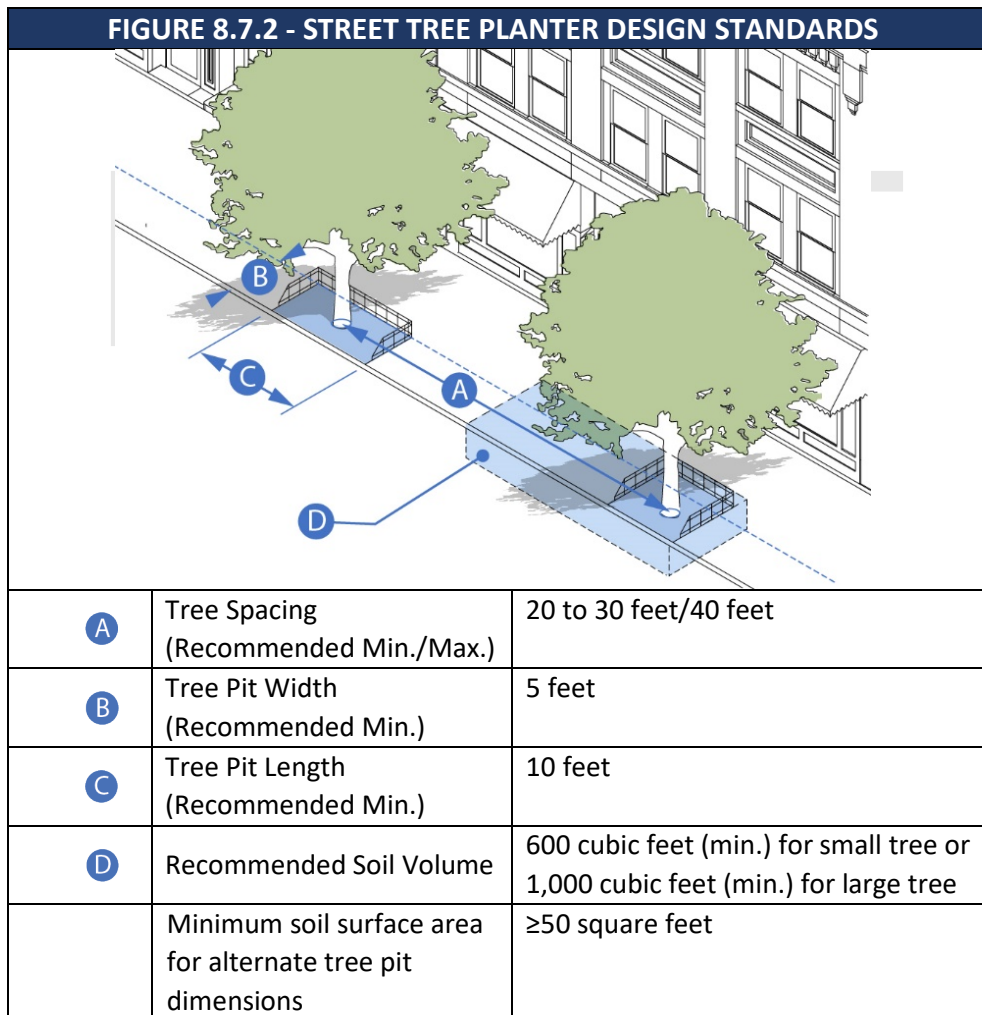 FIGURE 8.7.2 - STREET TREE PLANTER DESIGN STANDARDS
B
C
A
D
A
Tree Spacing
(Recommended Min./Max.)
20 to 30 feet/40 feet
B
Tree Pit Width
(Recommended Min.)
5 feet
C
Tree Pit Length
(Recommended Min.)
10 feet
D
Recommended Soil Volume
600 cubic feet (min.) for small tree or
1,000 cubic feet (min.) for large tree
Minimum soil surface area
for alternate tree pit
dimensions
≥50 square feet